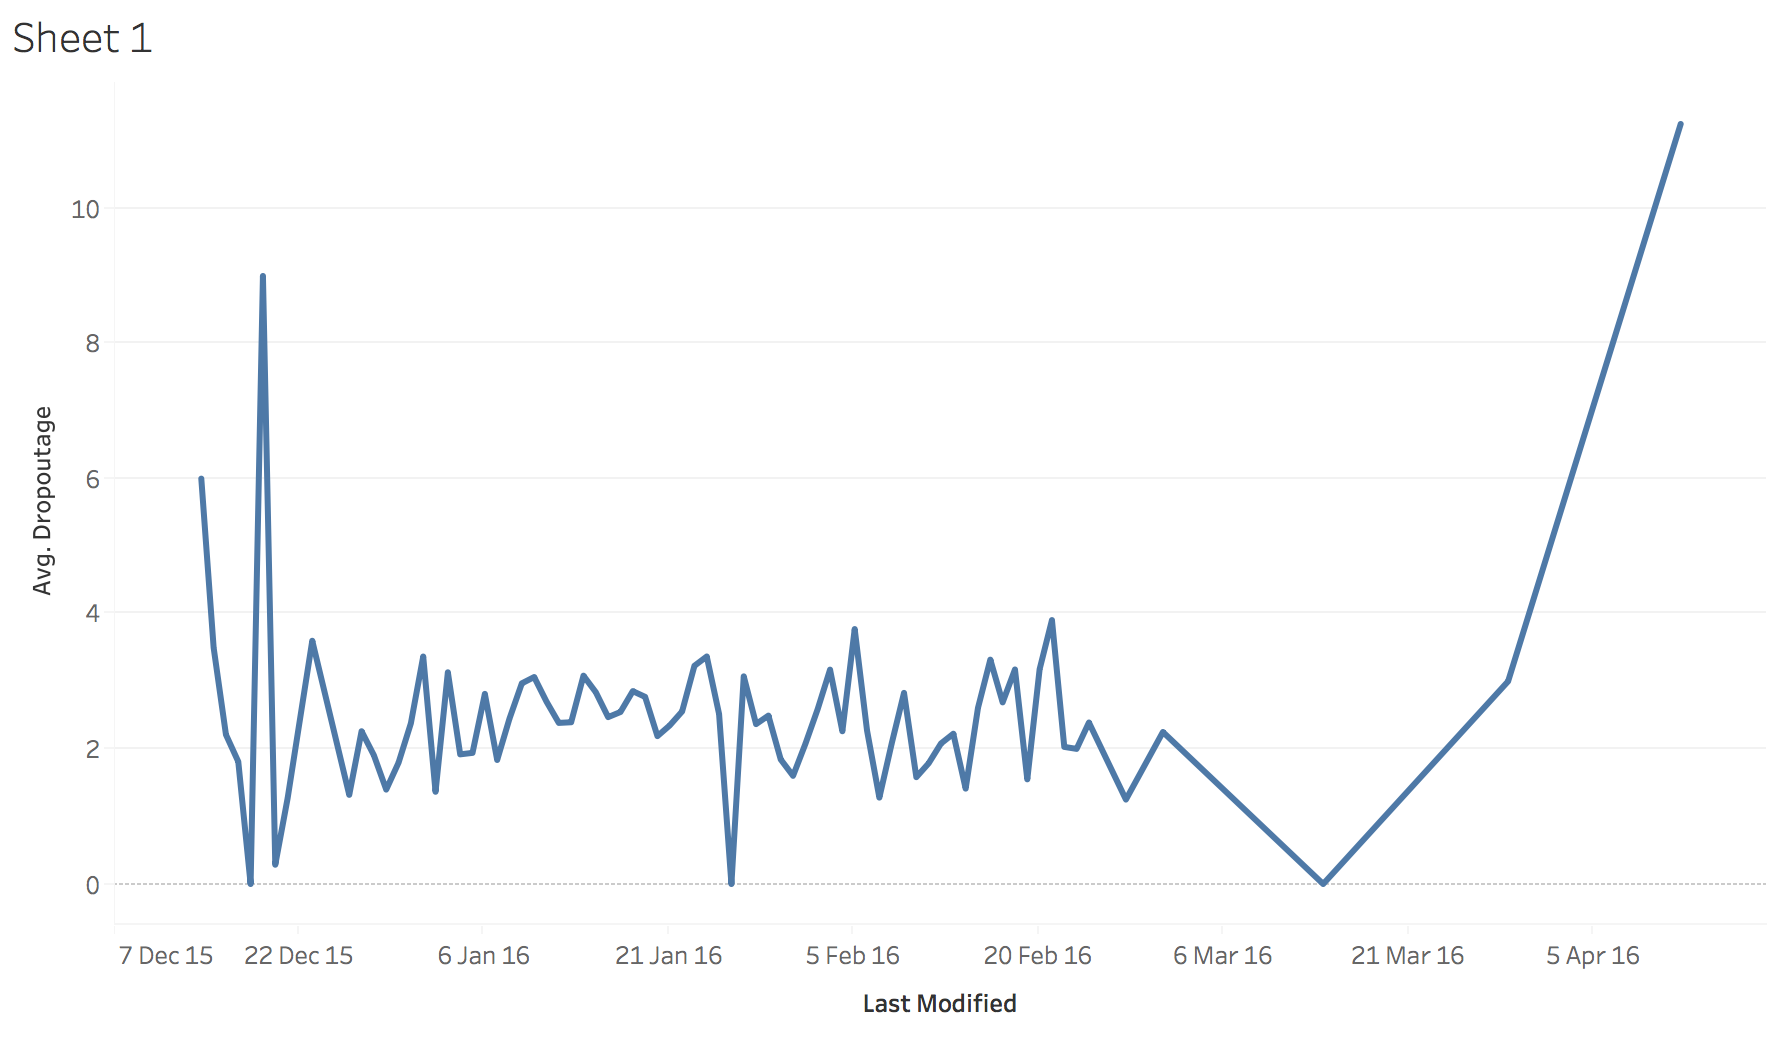 Sheet 1
10
8
6
4
2
0
Avg. Dropoutage
7 Dec 15 22 Dec 15 6 Jan 16 21 Jan 16 5 Feb 16 20 Feb 16 6 Mar 16 21 Mar 16 5 Apr 16
Last Modified